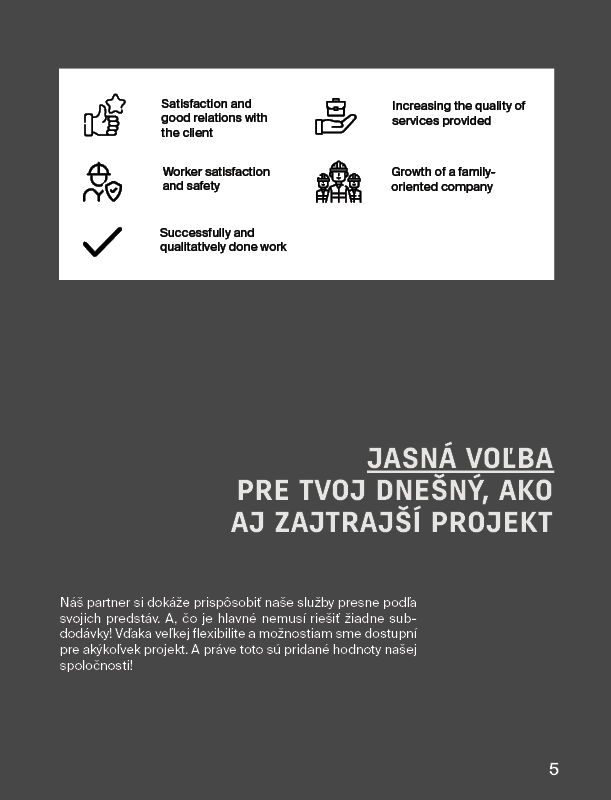 Satisfaction and
good relations with
the client
Increasing the quality of
services provided
Worker satisfaction
and safety
Growth of a family-
oriented company
Successfully and
qualitatively done work
JASNÁ VOĽBA
PRE TVOJ DNEŠNÝ, AKO
AJ ZAJTRAJŠÍ PROJEKT
Náš partner si dokáže prispôsobiť naše služby presne podľa
svojich predstáv. A, čo je hlavné nemusí riešiť žiadne sub-
dodávky! Vďaka veľkej flexibilite a možnostiam sme dostupní
pre akýkoľvek projekt. A práve toto sú pridané hodnoty našej
spoločnosti!
5